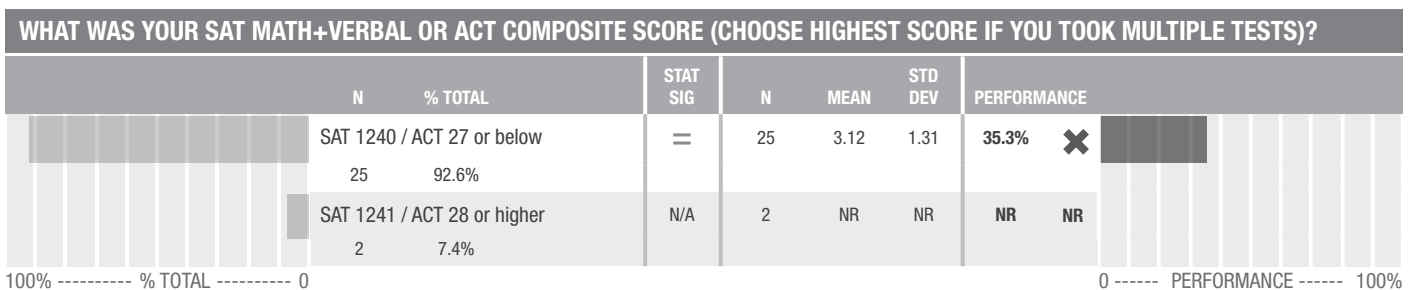 WHAT WAS YOUR SAT MATH+VERBAL OR ACT COMPOSITE SCORE (CHOOSE HIGHEST SCORE IF YOU TOOK MULTIPLE TESTS)?
N % TOTAL STAT SIG N MEAN STD DEV PERFORMANCE
SAT 1240 / ACT 27 or below = 25 3.12 1.31 35.3% ✖
25 92.6%
SAT 1241 / ACT 28 or higher N/A 2 NR NR NR NR
2 7.4%
100% ---------- % TOTAL ---------- 0 0 ------ PERFORMANCE ------ 100%